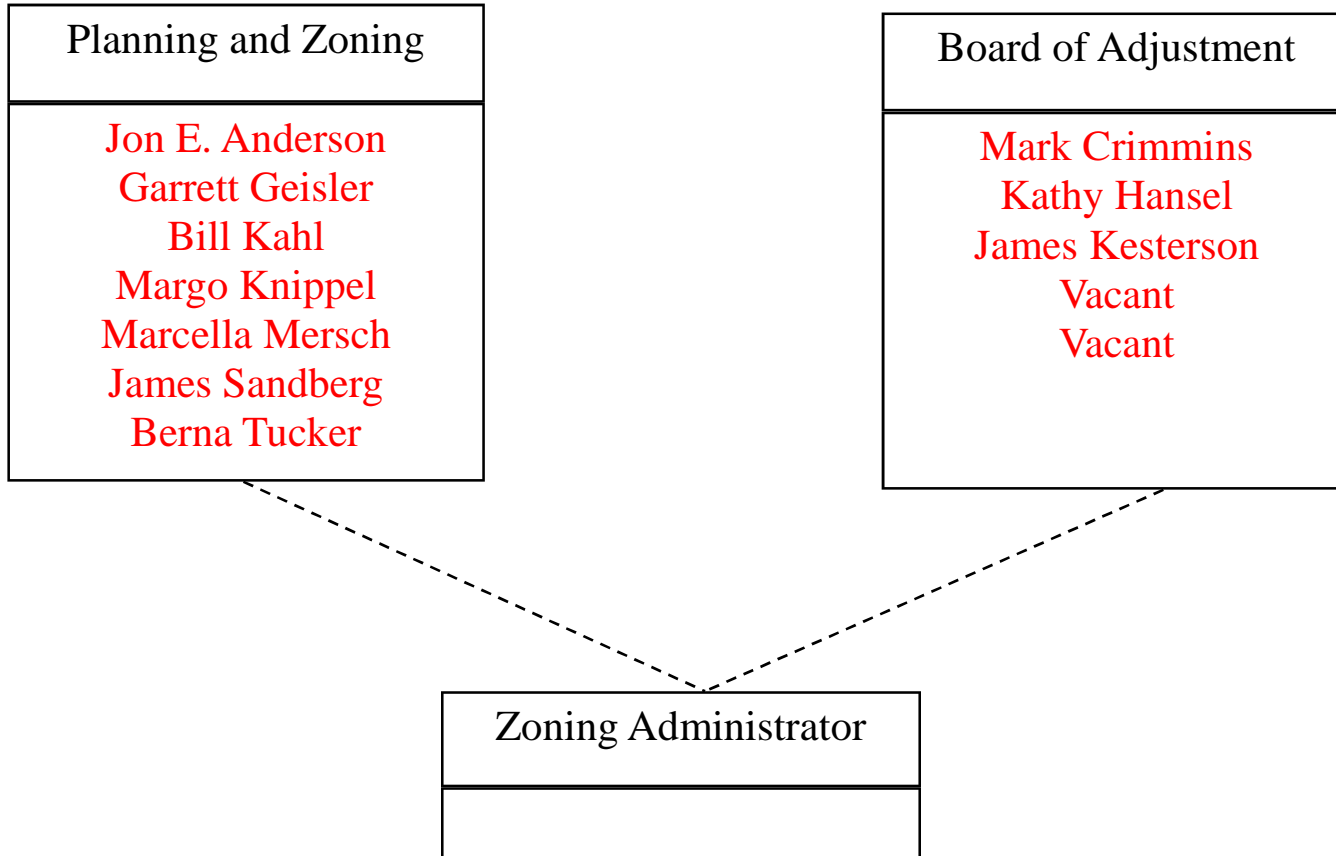 Planning and Zoning
Jon E. Anderson
Garrett Geisler
Bill Kahl
Margo Knippel
Marcella Mersch
James Sandberg
Berna Tucker
Board of Adjustment
Mark Crimmins
Kathy Hansel
James Kesterson
Vacant
Vacant
Zoning Administrator